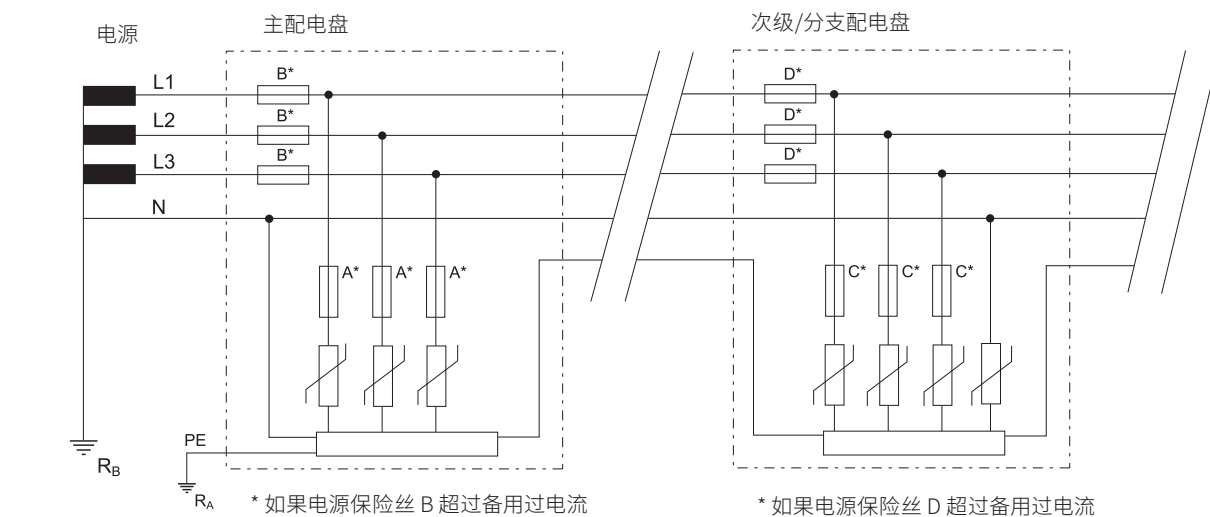 电源
主配电盘
次级/分支配电盘
L1
B*
D*
L2
B*
D*
L3
B*
D*
N
A* A* A*
C* C* C*
PE
RB
RA
* 如果电源保险丝 B 超过备用过电流
* 如果电源保险丝 D 超过备用过电流